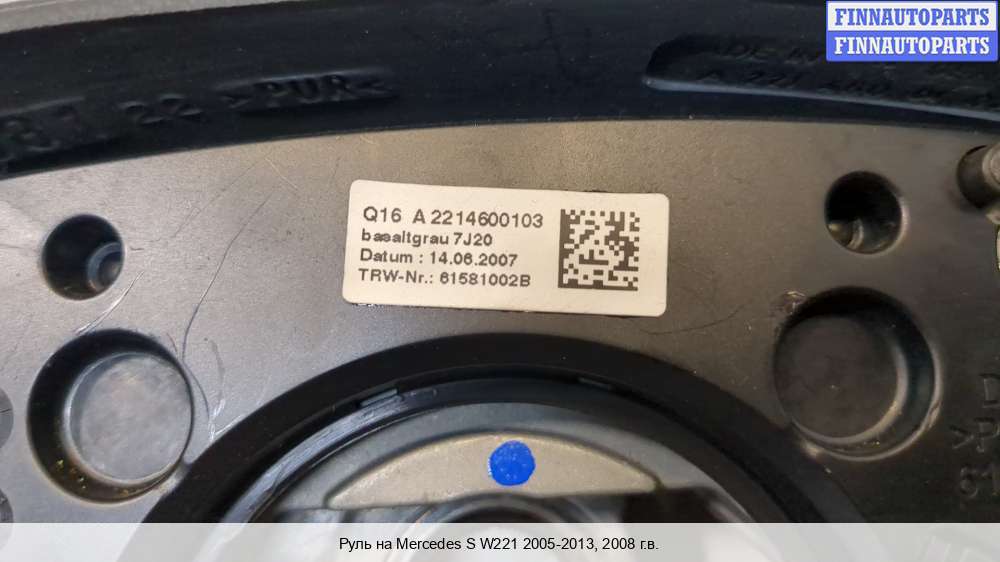 FINNAUTOPARTS
FINNAUTOPARTS
22 >PUR<
Q16 A 2214600103
basaltgrau 7J20
Datum : 14.06.2007
TRW-Nr.: 61581002B
Руль на Mercedes S W221 2005-2013, 2008 г.в.